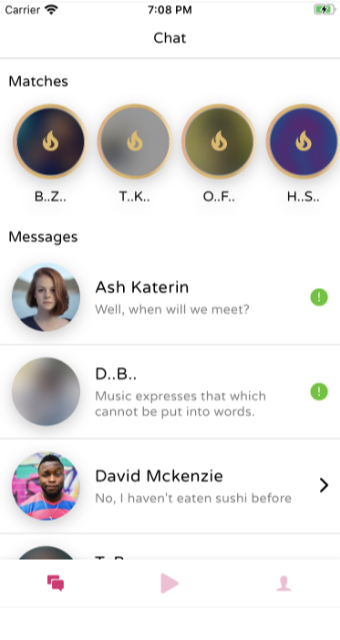 Carrier 7:08 PM
Chat
Matches
B..Z.. T..K.. O..F.. H..S..
Messages
Ash Katerin
Well, when will we meet?
D..B..
Music expresses that which
cannot be put into words.
David Mckenzie
No, I haven't eaten sushi before